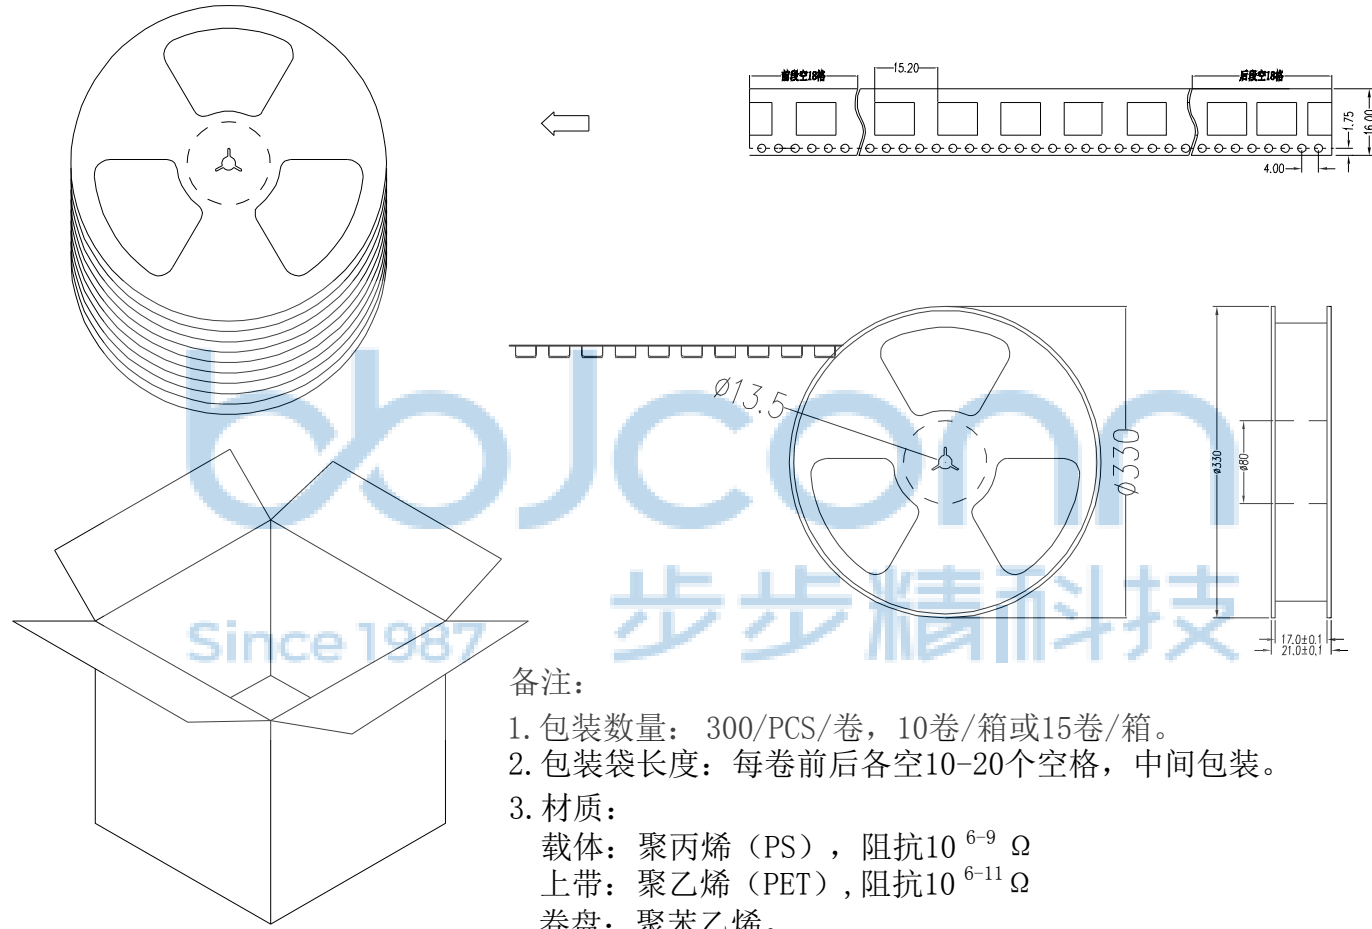 前段空18格
15.20
后段空18格
1.75
16.00
4.00
ø13.5
ø330
ø330
ø80
17.0±0.1
21.0±0.1
bbJconn
步步精科技
Since 1987
备注：
1.包装数量： 300/PCS/卷，10卷/箱或15卷/箱。
2.包装袋长度：每卷前后各空10-20个空格，中间包装。
3.材质：
载体：聚丙烯（PS），阻抗10 6-9 Ω
上带：聚乙烯（PET）,阻抗10 6-11 Ω
卷盘：聚苯乙烯。